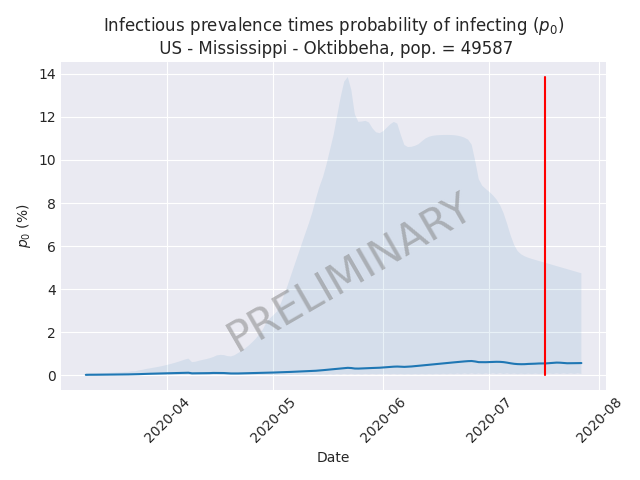 Infectious prevalence times probability of infecting (p₀)
US - Mississippi - Oktibbeha, pop. = 49587
14
12
10
8
6
4
2
0
p₀ (%)
PRELIMINARY
2020-04
2020-05
2020-06
2020-07
2020-08
Date